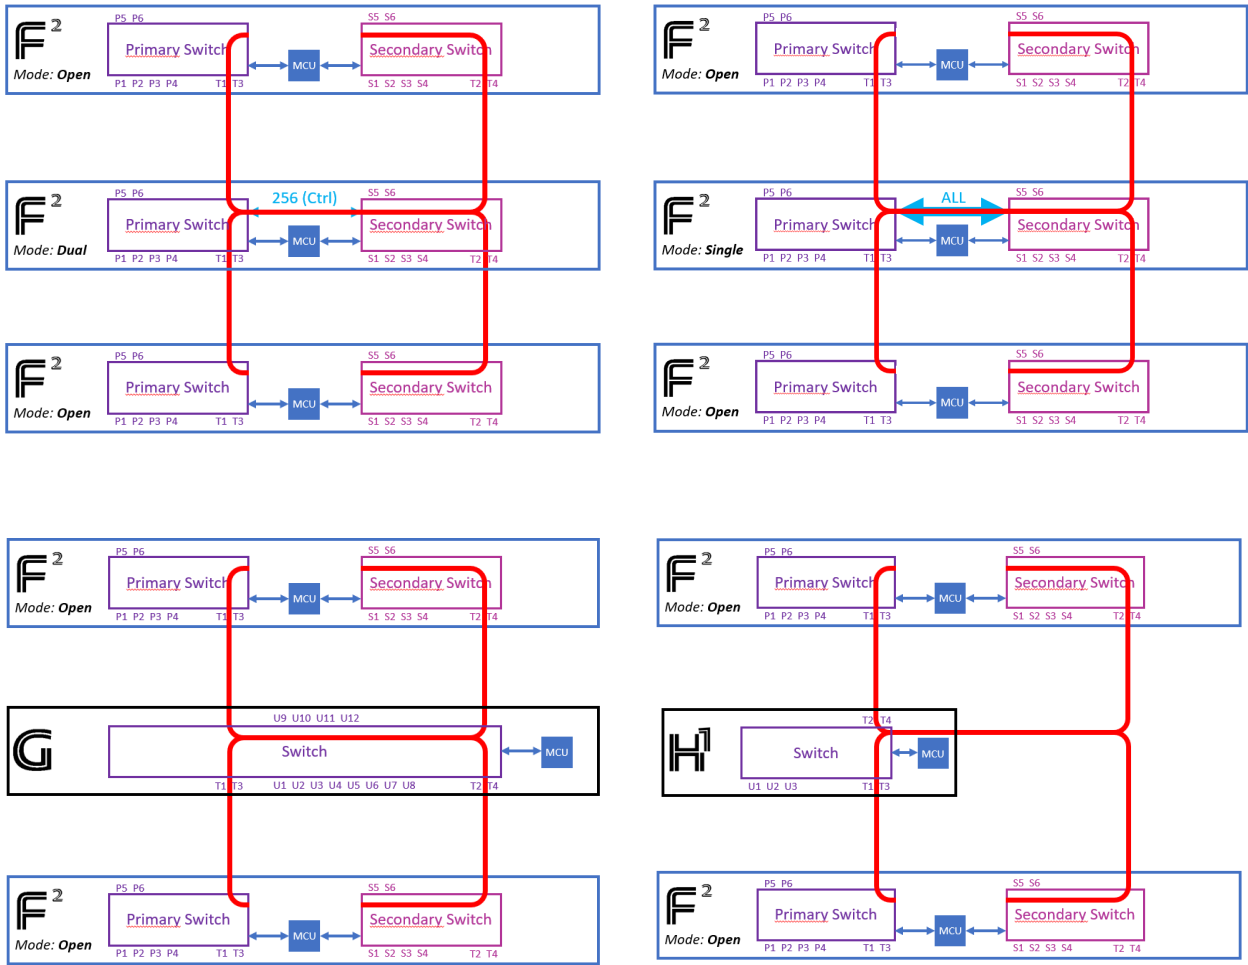 P5 P6
S5 S6
F 2
Primary Switch
MCU
Secondary Switch
Mode: Open
P1 P2 P3 P4
T1 T3
S1 S2 S3 S4
T2 T4
S5 S6
P5 P6
F 2
Primary Switch
MCU
Secondary Switch
Mode: Open
P1 P2 P3 P4
T1 T3
S1 S2 S3 S4
T2 T4
P5 P6
256 (Ctrl)
S5 S6
F 2
Primary Switch
MCU
Secondary Switch
Mode: Dual
P1 P2 P3 P4
T1 T3
S1 S2 S3 S4
T2 T4
P5 P6
ALL
S5 S6
F 2
Primary Switch
MCU
Secondary Switch
Mode: Single
P1 P2 P3 P4
T1 T3
S1 S2 S3 S4
T2 T4
P5 P6
S5 S6
F 2
Primary Switch
MCU
Secondary Switch
Mode: Open
P1 P2 P3 P4
T1 T3
S1 S2 S3 S4
T2 T4
P5 P6
S5 S6
F 2
Primary Switch
MCU
Secondary Switch
Mode: Open
P1 P2 P3 P4
T1 T3
S1 S2 S3 S4
T2 T4
P5 P6
S5 S6
F 2
Primary Switch
MCU
Secondary Switch
Mode: Open
P1 P2 P3 P4
T1 T3
S1 S2 S3 S4
T2 T4
P5 P6
S5 S6
F 2
Primary Switch
MCU
Secondary Switch
Mode: Open
P1 P2 P3 P4
T1 T3
S1 S2 S3 S4
T2 T4
U9 U10 U11 U12
G
Switch
MCU
T1 T3
U1 U2 U3 U4 U5 U6 U7 U8
T2 T4
T2 T4
H1
Switch
MCU
U1 U2 U3
T1 T3
P5 P6
S5 S6
F 2
Primary Switch
MCU
Secondary Switch
Mode: Open
P1 P2 P3 P4
T1 T3
S1 S2 S3 S4
T2 T4
P5 P6
S5 S6
F 2
Primary Switch
MCU
Secondary Switch
Mode: Open
P1 P2 P3 P4
T1 T3
S1 S2 S3 S4
T2 T4